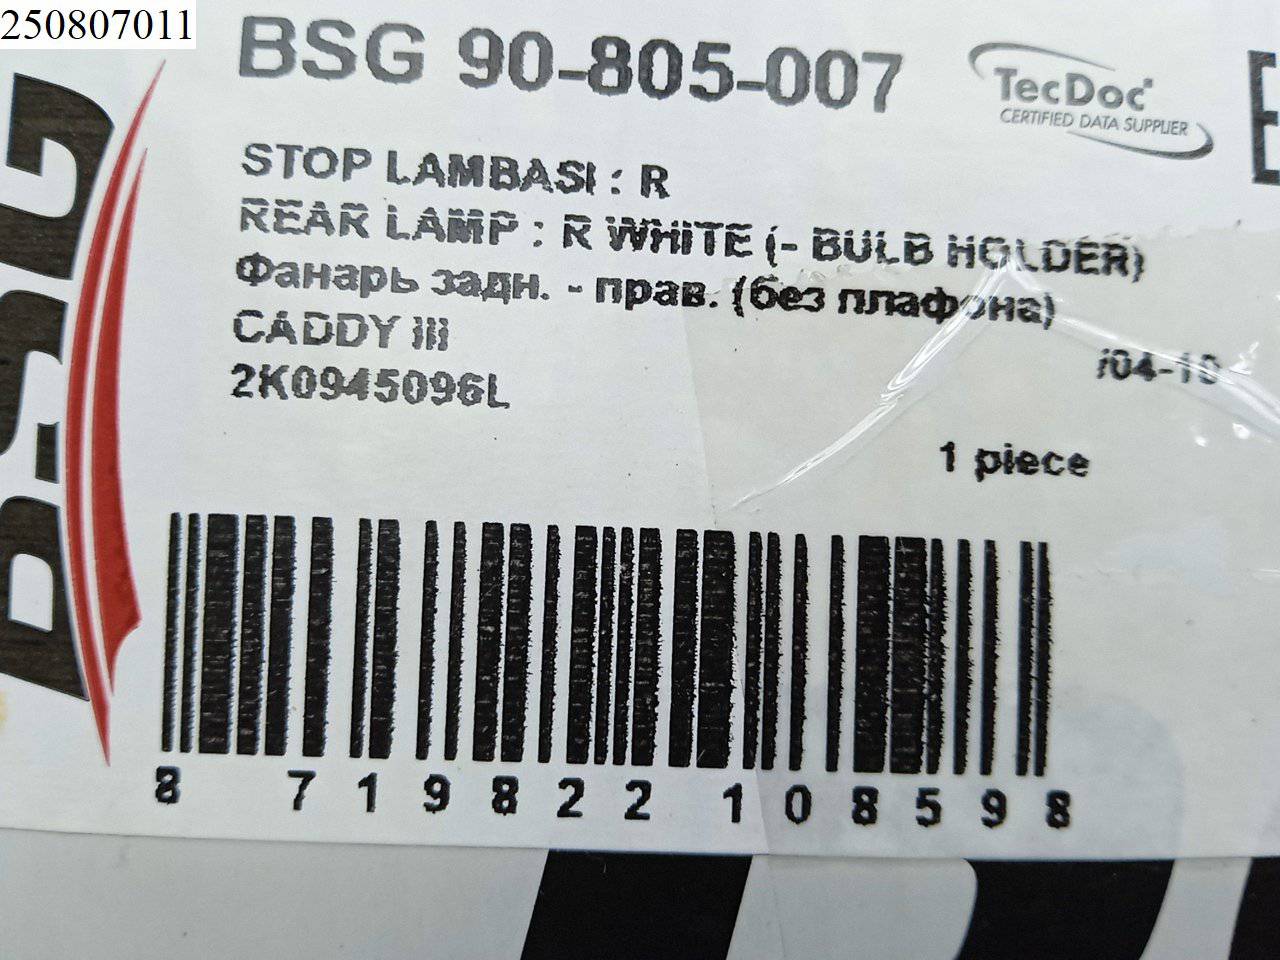 250807011
BSG
BSG 90-805-007
TecDoc
CERTIFIED DATA SUPPLIER
STOP LAMBASI : R
REAR LAMP : R WHITE (- BULB HOLDER)
Фанарь задн. - прав. (без плафона)
CADDY III
/04-10
2K0945096L
1 piece
8 719822 108598